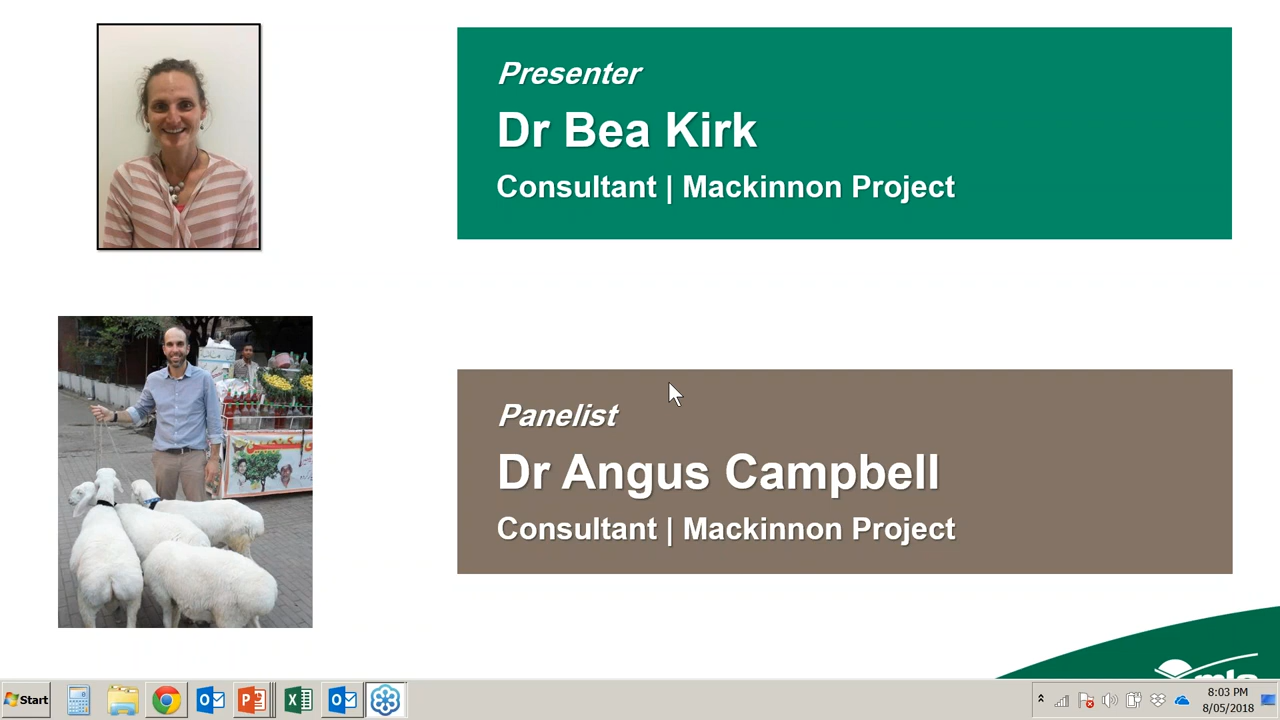 Presenter
Dr Bea Kirk
Consultant | Mackinnon Project
Panelist
Dr Angus Campbell
Consultant | Mackinnon Project
mla
Start
8:03 PM
8/05/2018